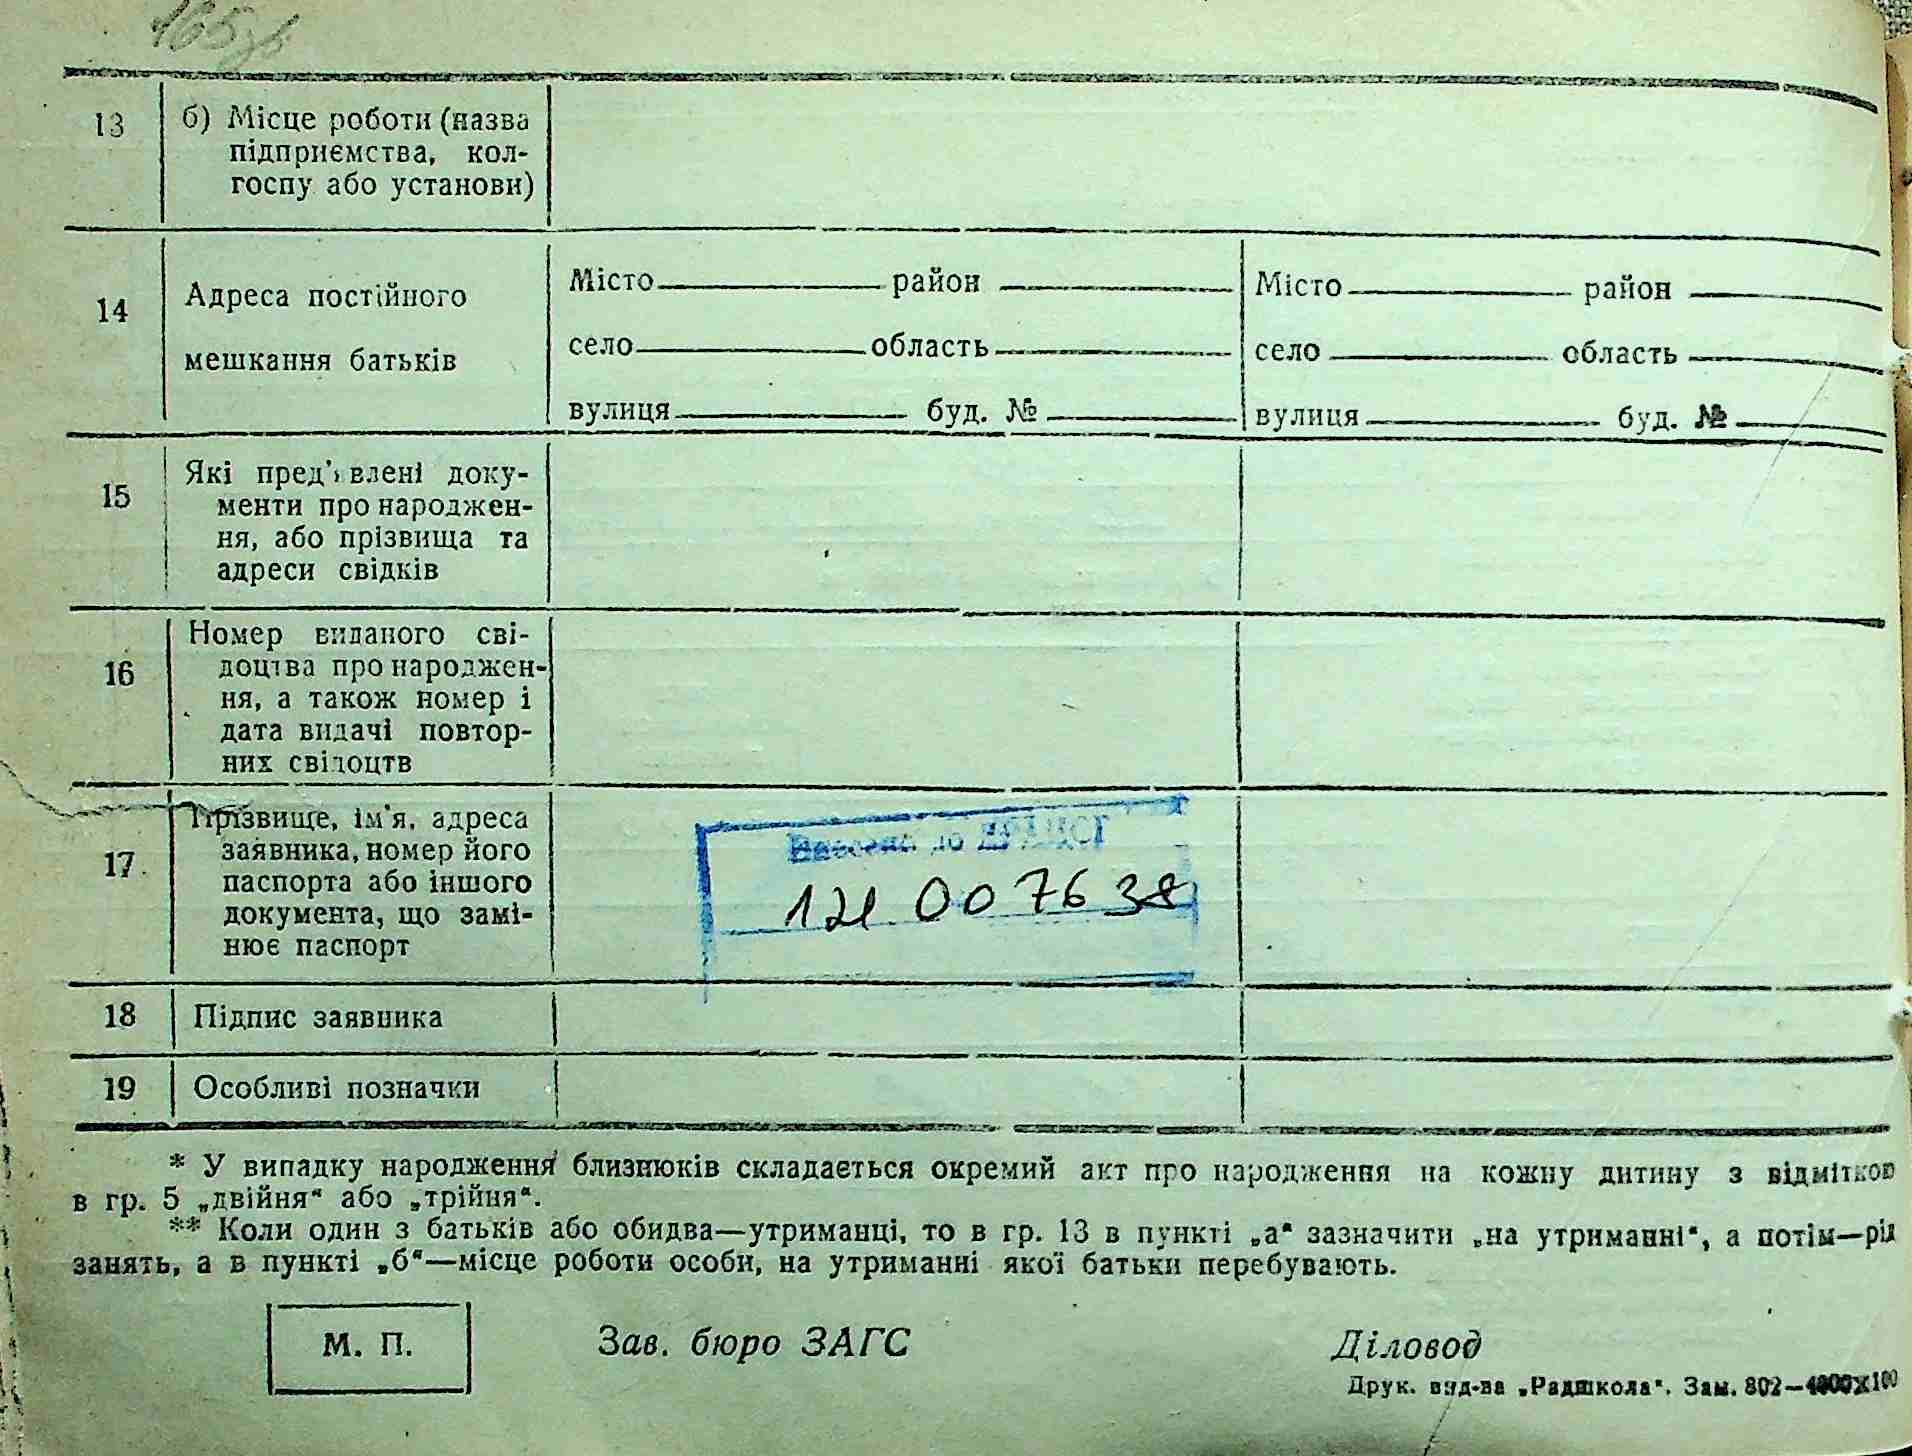 165зв
13
б) Місце роботи (назва
підприємства, кол-
госпу або установи)
14
Адреса постійного
мешкання батьків
Місто район
село область
вулиця буд. №
Місто район
село область
вулиця буд. №
15
Які пред'явлені доку-
менти про народжен-
ня, або прізвища та
адреси свідків
16
Номер виданого сві-
доцтва про народжен-
ня, а також номер і
дата видачі повтор-
них свідоцтв
17.
Прізвище, ім'я, адреса
заявника, номер його
паспорта або іншого
документа, що замі-
нює паспорт
Внесено до ДРАЦСГ
121 007638
18
Підпис заявника
19
Особливі позначки
* У випадку народження близнюків складається окремий акт про народження на кожну дитину з відміткою
в гр. 5 „двійня“ або „трійня“.
** Коли один з батьків або обидва—утриманці, то в гр. 13 в пункті „а“ зазначити „на утриманні“, а потім—рід
занять, а в пункті „б“—місце роботи особи, на утриманні якої батьки перебувають.
М. П.
Зав. бюро ЗАГС
Діловод
Друк. вид-ва „Радшкола“. Зам. 802—4000X100